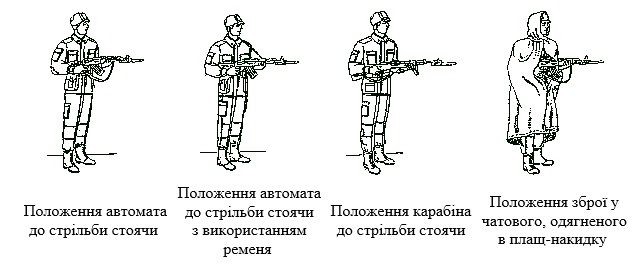 Положення автомата
до стрільби стоячи
Положення автомата
до стрільби стоячи
з використанням
ременя
Положення карабіна
до стрільби стоячи
Положення зброї у
чатового, одягненого
в плащ-накидку